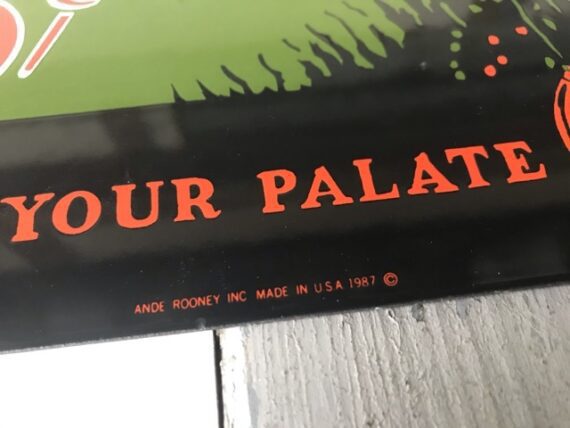 YOUR PALATE
ANDE ROONEY INC MADE IN U.S.A 1987 ©